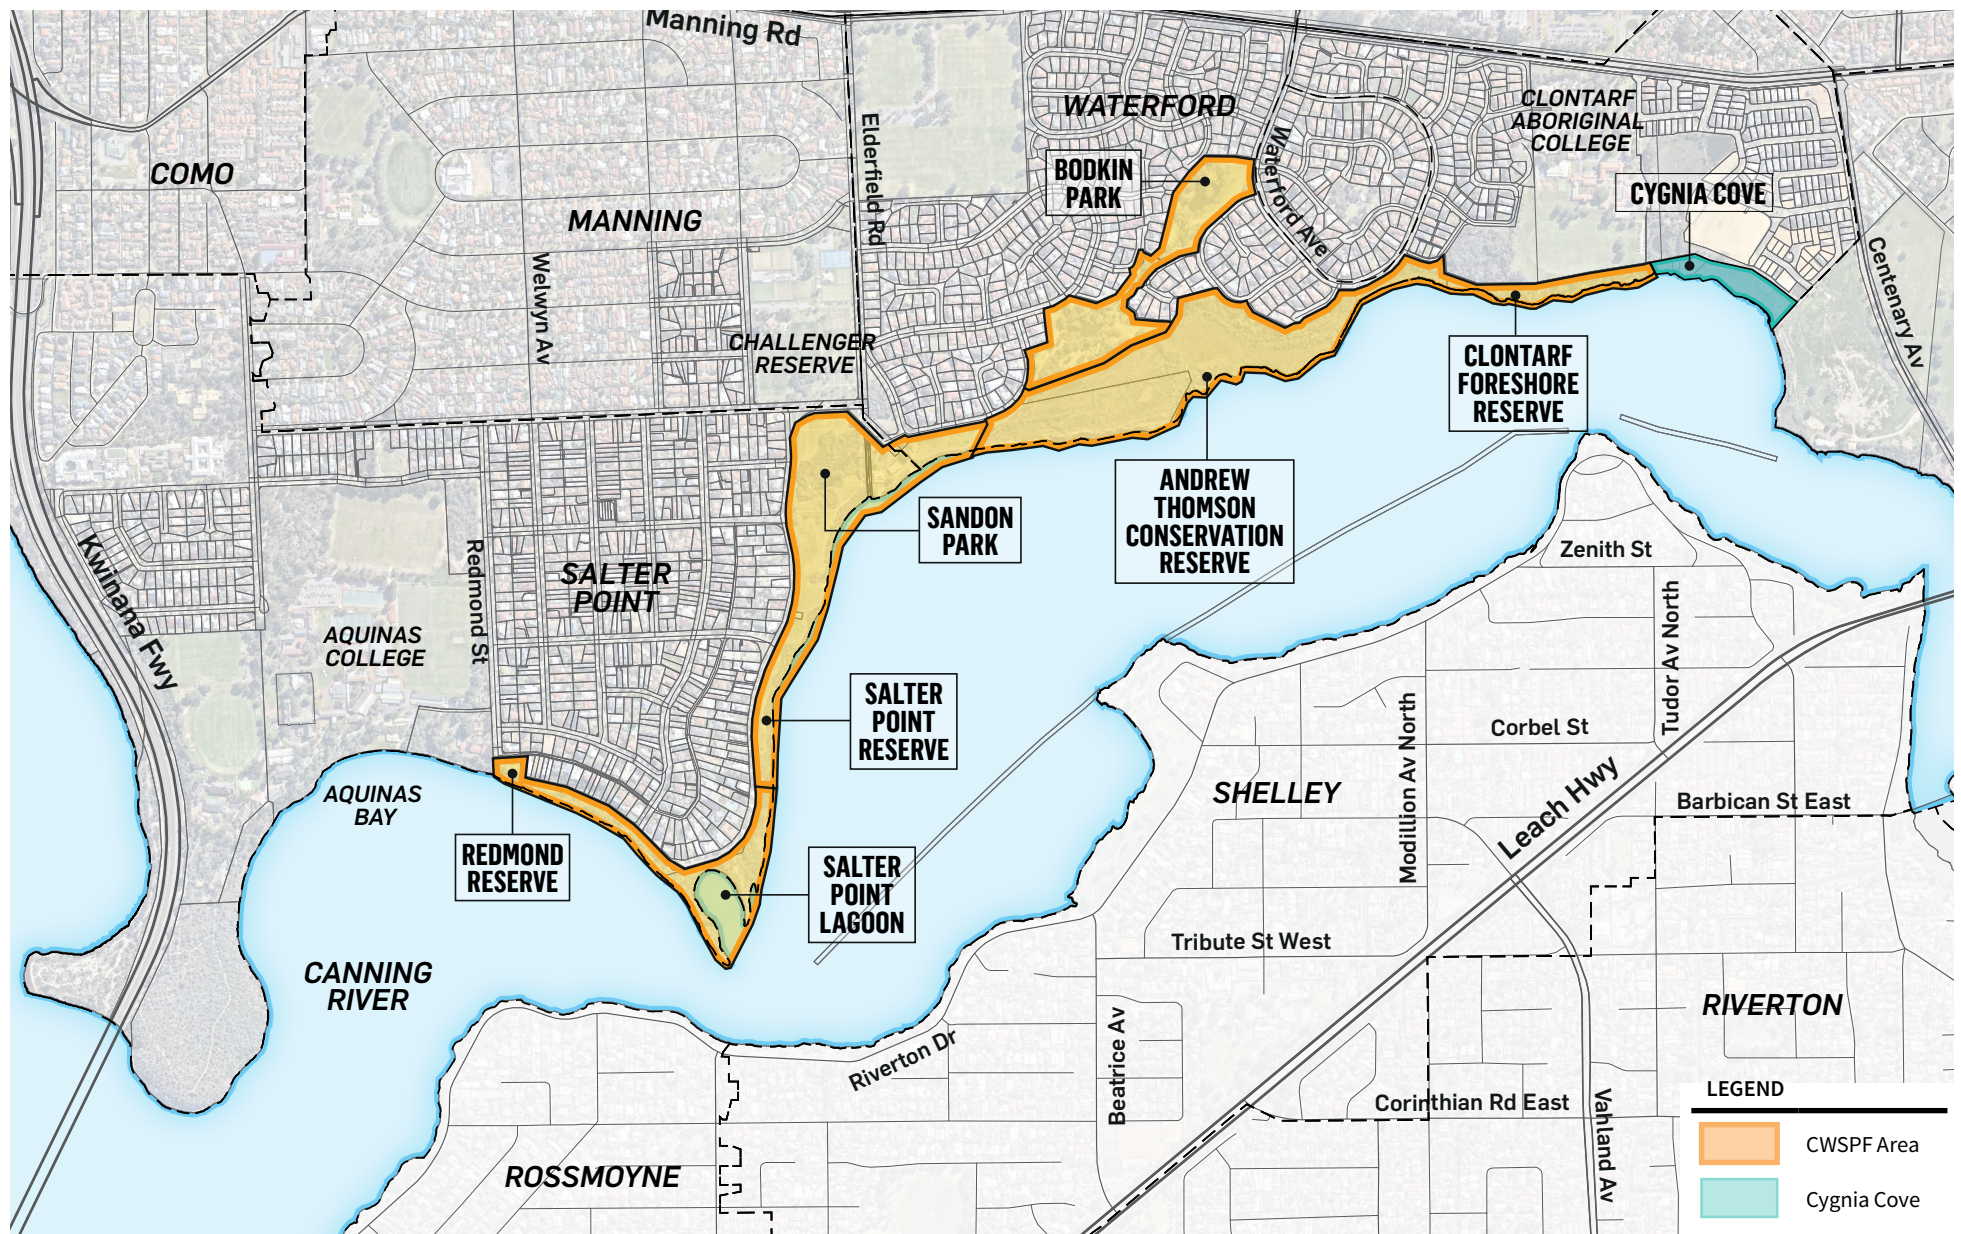 Manning Rd
WATERFORD
CLONTARF
ABORIGINAL
COLLEGE
COMO
MANNING
Elderfield Rd
BODKIN
PARK
Waterford Ave
CYGNIA COVE
Centenary Av
Welwyn Av
CHALLENGER
RESERVE
CLONTARF
FORESHORE
RESERVE
ANDREW
THOMSON
CONSERVATION
RESERVE
SANDON
PARK
Zenith St
Kwinana Fwy
Redmond St
SALTER
POINT
AQUINAS
COLLEGE
Tudor Av North
SALTER
POINT
RESERVE
Modillion Av North
Corbel St
AQUINAS
BAY
SHELLEY
Leach Hwy
Barbican St East
REDMOND
RESERVE
SALTER
POINT
LAGOON
Tribute St West
CANNING
RIVER
RIVERTON
Riverton Dr
Beatrice Av
Corinthian Rd East
Vahland Av
ROSSMOYNE
LEGEND
CWSPF Area
Cygnia Cove